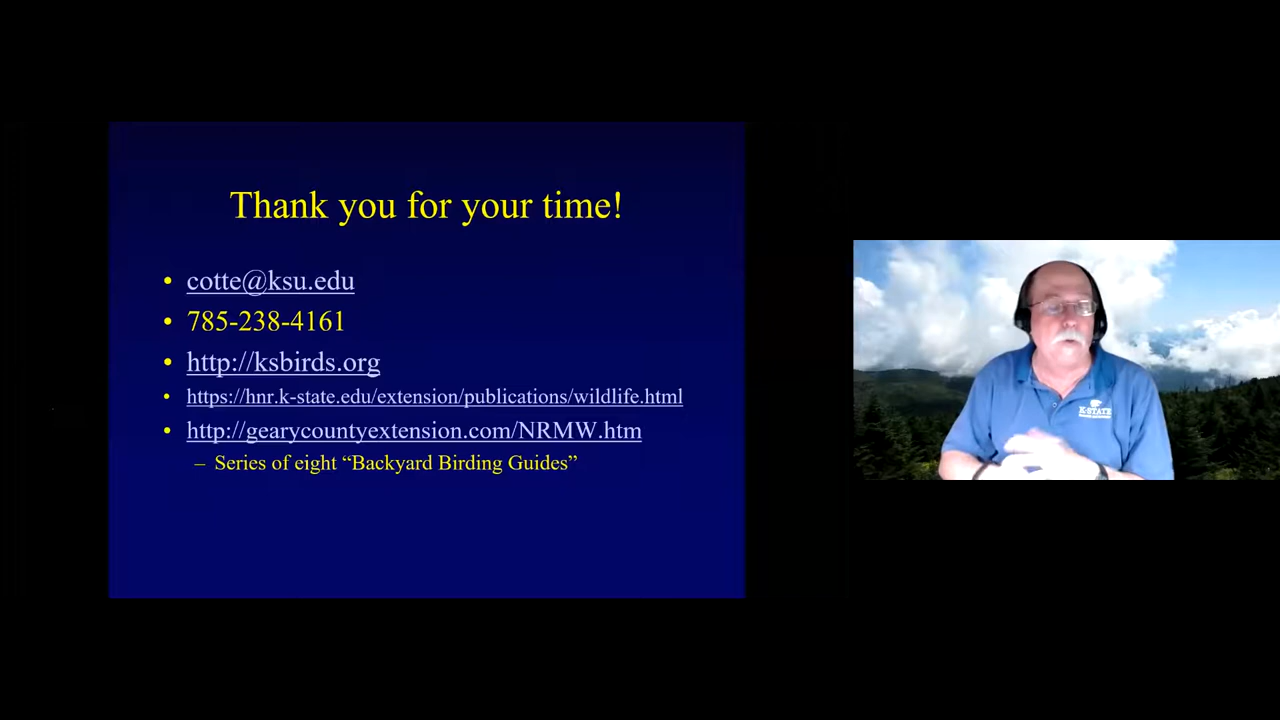 Thank you for your time!
• cotte@ksu.edu
• 785-238-4161
• http://ksbirds.org
• https://hnr.k-state.edu/extension/publications/wildlife.html
• http://gearycountyextension.com/NRMW.htm
– Series of eight “Backyard Birding Guides”
K-STATE